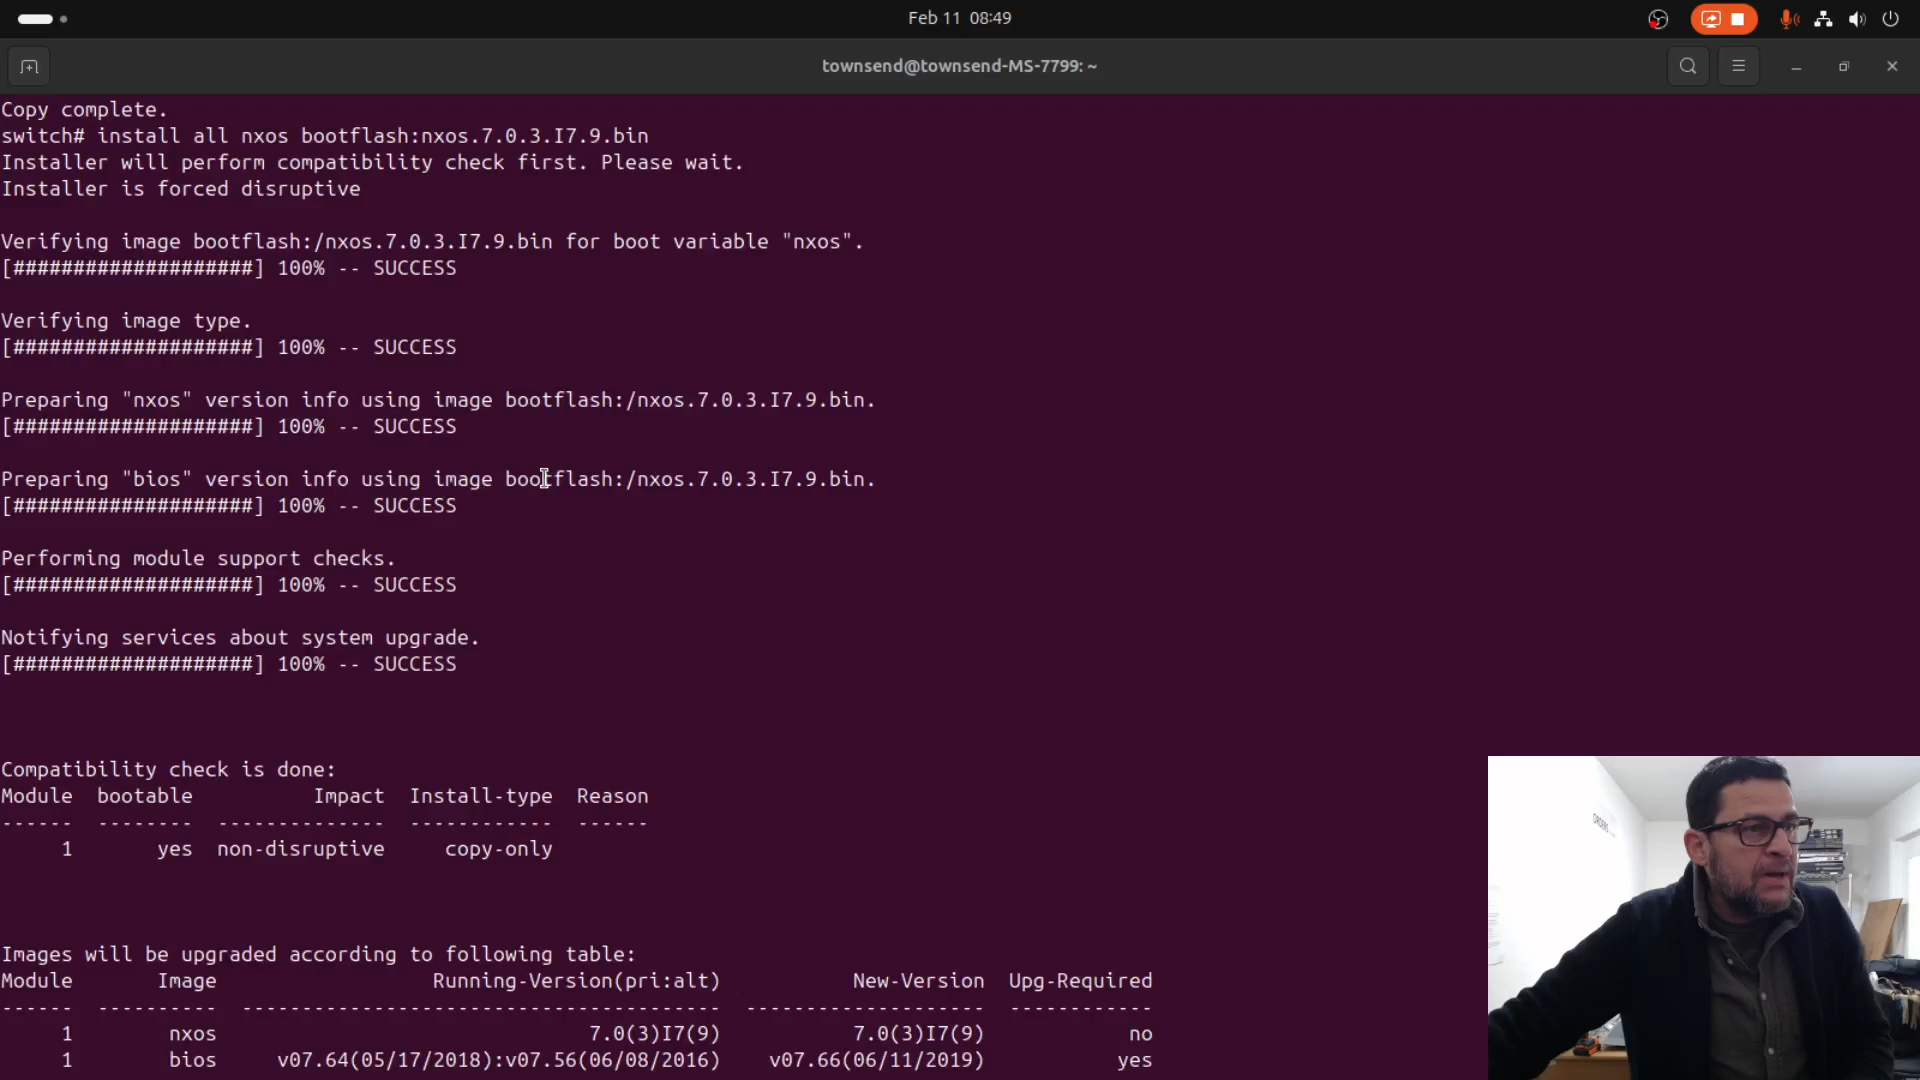 Feb 11 08:49
townsend@townsend-MS-7799: ~
Copy complete.
switch# install all nxos bootflash:nxos.7.0.3.I7.9.bin
Installer will perform compatibility check first. Please wait.
Installer is forced disruptive
Verifying image bootflash:/nxos.7.0.3.I7.9.bin for boot variable "nxos".
[####################] 100% -- SUCCESS
Verifying image type.
[####################] 100% -- SUCCESS
Preparing "nxos" version info using image bootflash:/nxos.7.0.3.I7.9.bin.
[####################] 100% -- SUCCESS
Preparing "bios" version info using image bootflash:/nxos.7.0.3.I7.9.bin.
[####################] 100% -- SUCCESS
Performing module support checks.
[####################] 100% -- SUCCESS
Notifying services about system upgrade.
[####################] 100% -- SUCCESS
Compatibility check is done:
Module  bootable          Impact  Install-type  Reason
------  --------  --------------  ------------  ------
     1       yes  non-disruptive     copy-only
Images will be upgraded according to following table:
Module       Image                  Running-Version(pri:alt)           New-Version  Upg-Required
------  ----------  ----------------------------------------  --------------------  ------------
     1        nxos                               7.0(3)I7(9)           7.0(3)I7(9)            no
     1        bios     v07.64(05/17/2018):v07.56(06/08/2016)    v07.66(06/11/2019)           yes
ORDERS